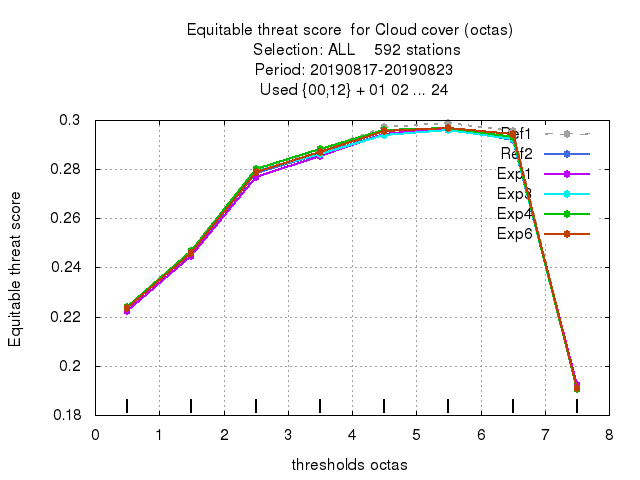 Equitable threat score  for Cloud cover (octas)
Selection: ALL    592 stations
Period: 20190817-20190823
Used {00,12} + 01 02 ... 24
Equitable threat score
0.3
0.28
0.26
0.24
0.22
0.2
0.18
Ref1
Ref2
Exp1
Exp3
Exp4
Exp6
0 1 2 3 4 5 6 7 8
thresholds octas